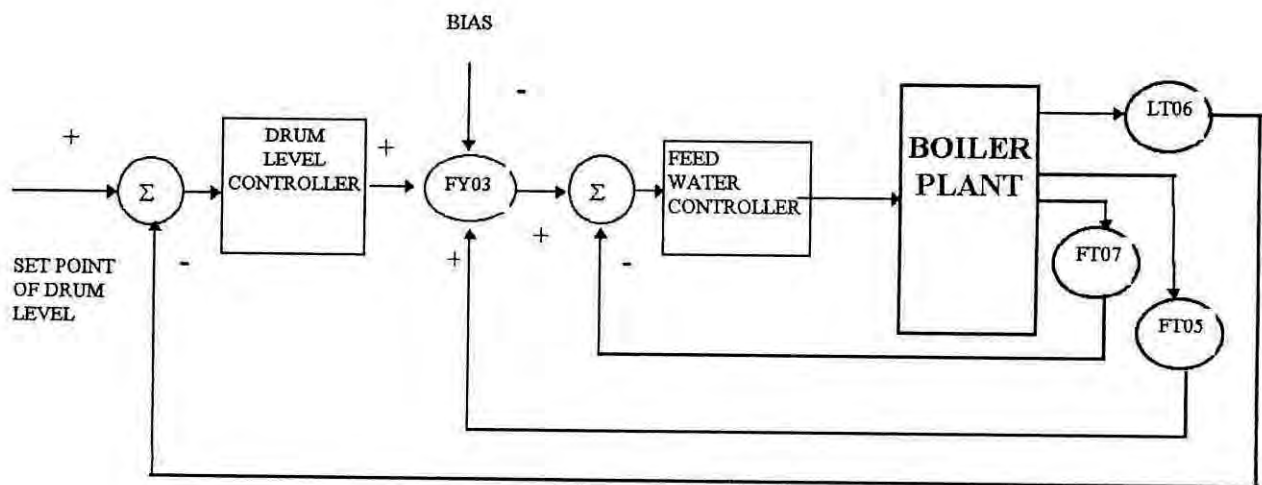 BIAS
-
+
DRUM
LEVEL
CONTROLLER
+
FY03
Σ
Σ
FEED
WATER
CONTROLLER
BOILER
PLANT
LT06
SET POINT
OF DRUM
LEVEL
-
+
+
-
FT07
FT05